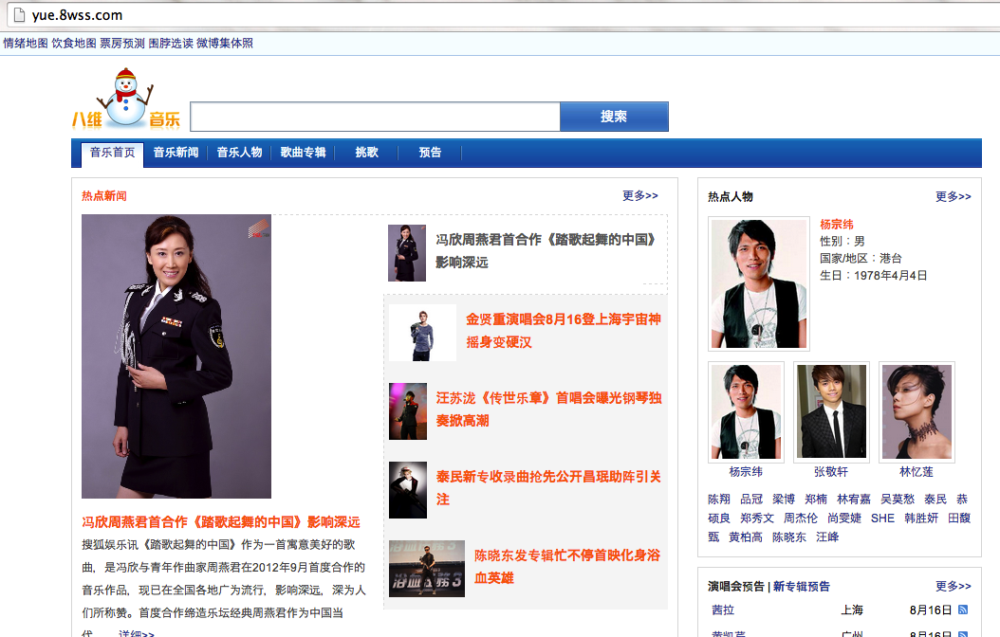 yue.8wss.com
情绪地图 饮食地图 票房预测 围脖选读 微博集体照
八维 音乐
搜索
音乐首页 音乐新闻 音乐人物 歌曲专辑 挑歌 预告
热点新闻 更多>>
冯欣周燕君首合作《踏歌起舞的中国》
影响深远
金贤重演唱会8月16登上海宇宙神
摇身变硬汉
汪苏泷《传世乐章》首唱会曝光钢琴独
奏掀高潮
泰民新专收录曲抢先公开昌珉助阵引关
注
陈晓东发专辑忙不停首映化身浴
血英雄
冯欣周燕君首合作《踏歌起舞的中国》影响深远
搜狐娱乐讯《踏歌起舞的中国》作为一首寓意美好的歌
曲，是冯欣与青年作曲家周燕君在2012年9月首度合作的
音乐作品，现已在全国各地广为流行，影响深远，深为人
们所称赞。首度合作缔造乐坛经典周燕君作为中国当
代 详细>>
热点人物 更多>>
杨宗纬
性别：男
国家/地区：港台
生日：1978年4月4日
杨宗纬 张敬轩 林忆莲
陈翔 品冠 梁博 郑楠 林宥嘉 吴莫愁 泰民 恭
硕良 郑秀文 周杰伦 尚雯婕 SHE 韩胜妍 田馥
甄 黄柏高 陈晓东 汪峰
演唱会预告 | 新专辑预告 更多>>
茜拉 上海 8月16日
黄凯芹 广州 8月16日